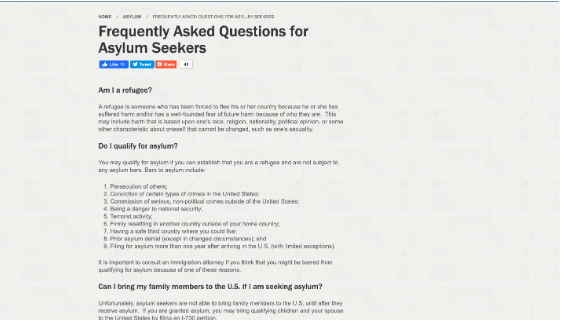 HOME / ASYLUM / FREQUENTLY ASKED QUESTIONS FOR ASYLUM SEEKERS
Frequently Asked Questions for
Asylum Seekers
Like Tweet Share 41
Am I a refugee?
A refugee is someone who has been forced to flee his or her country because he or she has
suffered harm and/or has a well-founded fear of future harm because of who they are. This
may include harm that is based upon one's race, religion, nationality, political opinion, or some
other characteristic about oneself that cannot be changed, such as one's sexuality.
Do I qualify for asylum?
You may qualify for asylum if you can establish that you are a refugee and are not subject to
any asylum bars. Bars to asylum include:
1. Persecution of others;
2. Conviction of certain types of crimes in the United States;
3. Commission of serious, non-political crimes outside of the United States;
4. Being a danger to national security;
5. Terrorist activity;
6. Firmly resettling in another country outside of your home country;
7. Having a safe third country where you could live;
8. Prior asylum denial (except in changed circumstances); and
9. Filing for asylum more than one year after arriving in the U.S. (with limited exceptions).
It is important to consult an immigration attorney if you think that you might be barred from
qualifying for asylum because of one of these reasons.
Can I bring my family members to the U.S. if I am seeking asylum?
Unfortunately, asylum seekers are not able to bring family members to the U.S. until after they
receive asylum. If you are granted asylum, you may bring qualifying children and your spouse
to the United States by filing an I-730 petition.